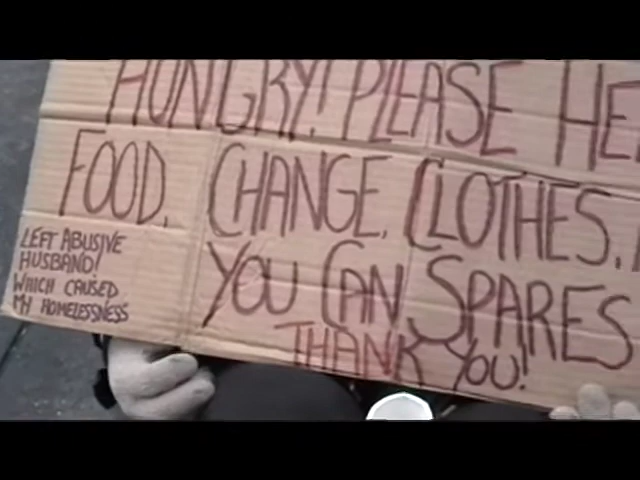 HUNGRY! PLEASE HE
FOOD. CHANGE. CLOTHES.
YOU CAN SPARES
THANK YOU!
LEFT ABUSIVE
HUSBAND!
WHICH CAUSED
MY HOMELESSNESS